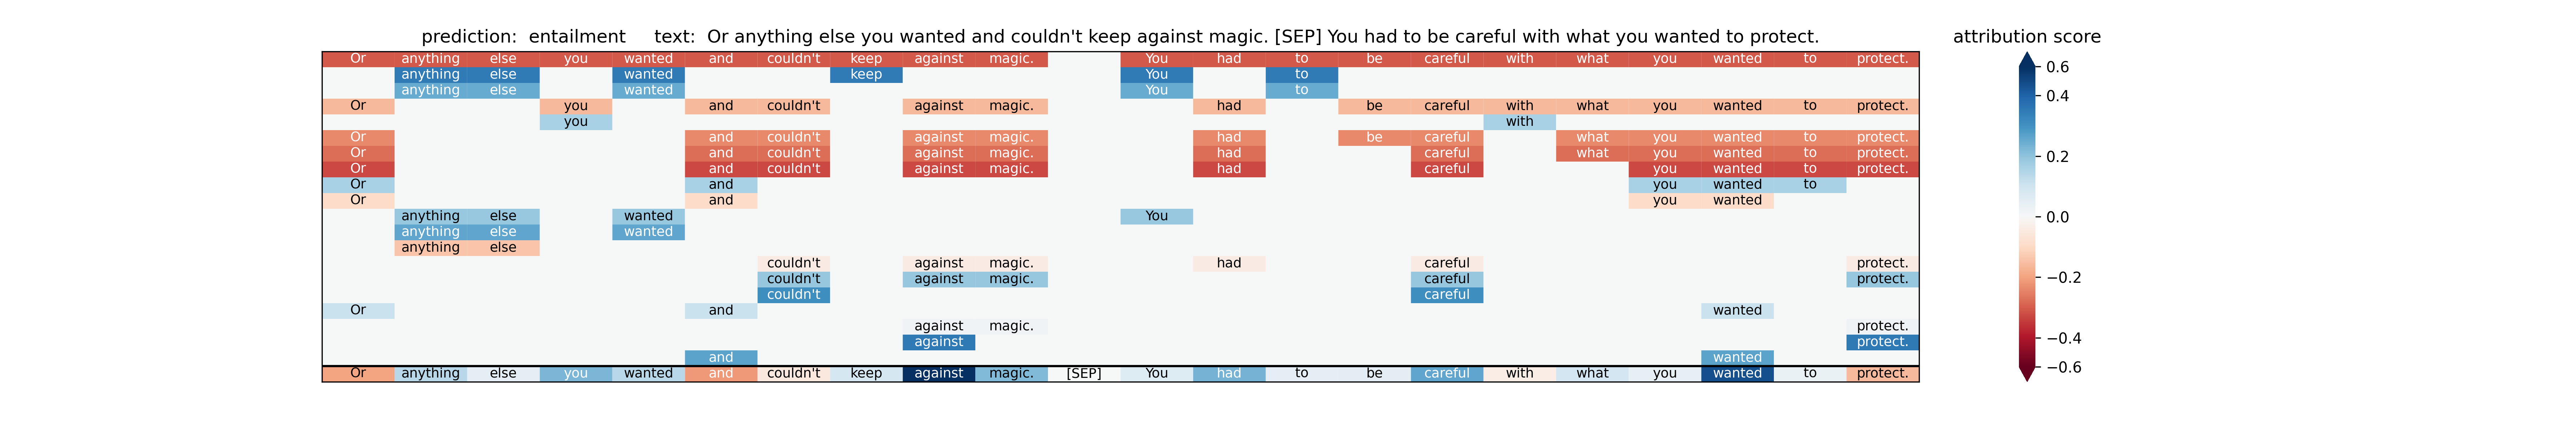 prediction: entailment text: Or anything else you wanted and couldn't keep against magic. [SEP] You had to be careful with what you wanted to protect.
attribution score
Or anything else you wanted and couldn't keep against magic. You had to be careful with what you wanted to protect.
anything else wanted keep You to
anything else wanted You to
Or you and couldn't against magic. had be careful with what you wanted to protect.
you with
Or and couldn't against magic. had be careful what you wanted to protect.
Or and couldn't against magic. had careful what you wanted to protect.
Or and couldn't against magic. had careful you wanted to protect.
Or and you wanted to
Or and you wanted
anything else wanted You
anything else wanted
anything else
couldn't against magic. had careful protect.
couldn't against magic. careful protect.
couldn't careful
Or and wanted
against magic. protect.
against protect.
and wanted
Or anything else you wanted and couldn't keep against magic. [SEP] You had to be careful with what you wanted to protect.
0.6
0.4
0.2
0.0
−0.2
−0.4
−0.6